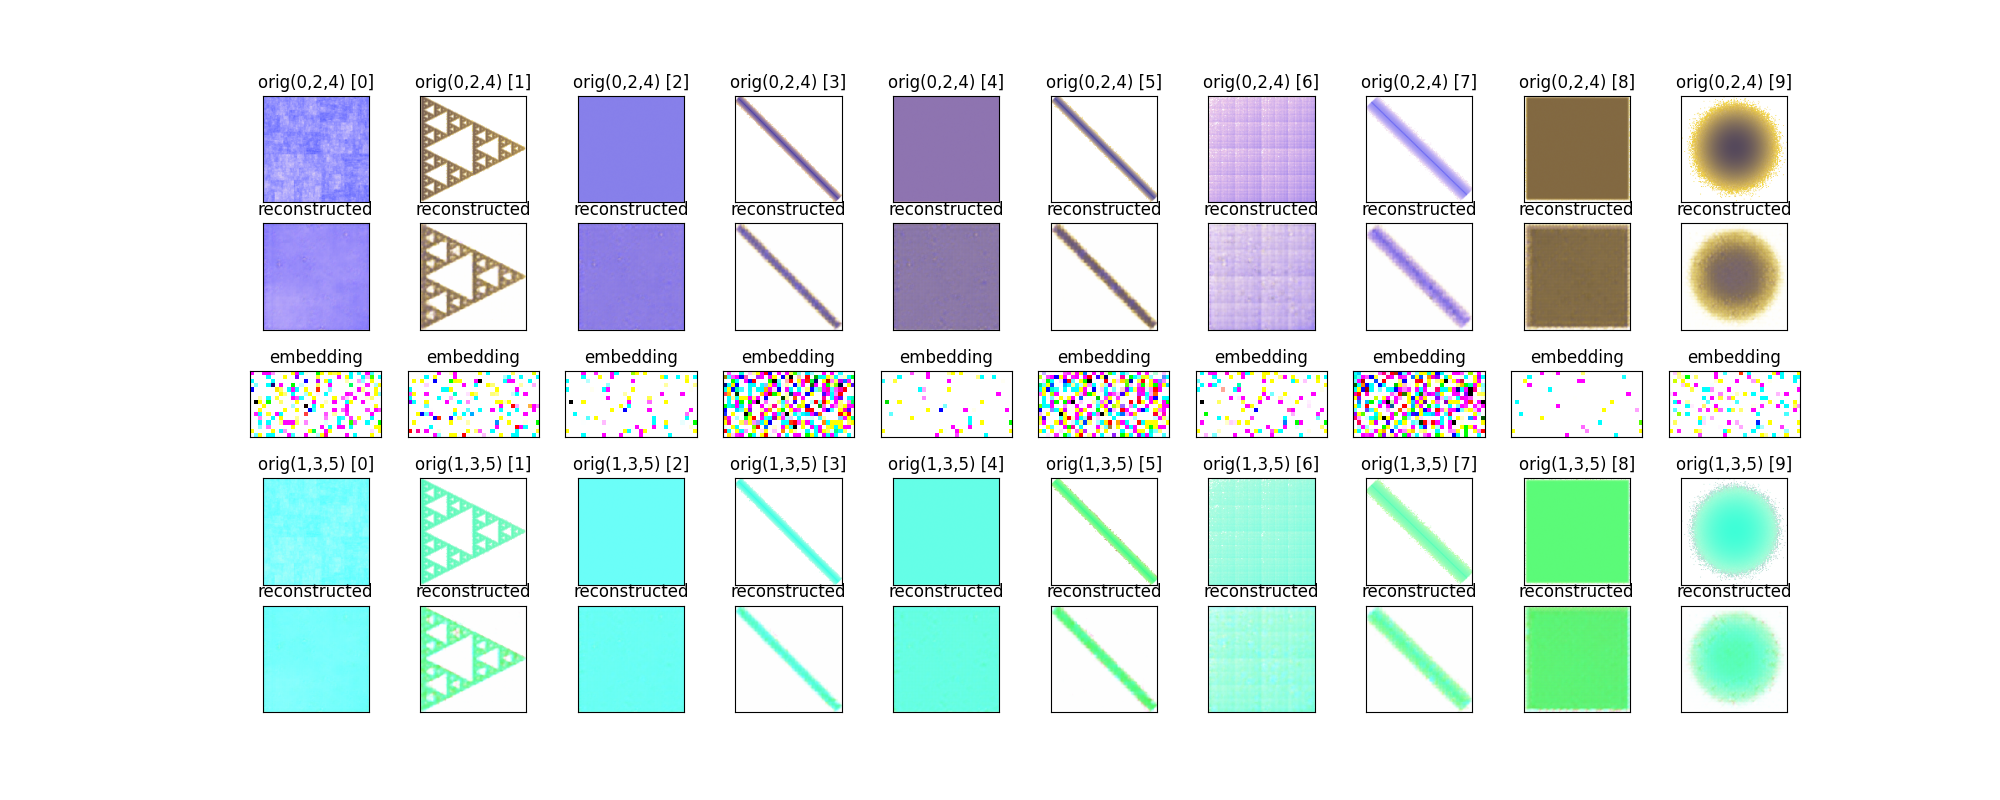 orig(0,2,4) [0] orig(0,2,4) [1] orig(0,2,4) [2] orig(0,2,4) [3] orig(0,2,4) [4] orig(0,2,4) [5] orig(0,2,4) [6] orig(0,2,4) [7] orig(0,2,4) [8] orig(0,2,4) [9]
reconstructed reconstructed reconstructed reconstructed reconstructed reconstructed reconstructed reconstructed reconstructed reconstructed
embedding embedding embedding embedding embedding embedding embedding embedding embedding embedding
orig(1,3,5) [0] orig(1,3,5) [1] orig(1,3,5) [2] orig(1,3,5) [3] orig(1,3,5) [4] orig(1,3,5) [5] orig(1,3,5) [6] orig(1,3,5) [7] orig(1,3,5) [8] orig(1,3,5) [9]
reconstructed reconstructed reconstructed reconstructed reconstructed reconstructed reconstructed reconstructed reconstructed reconstructed